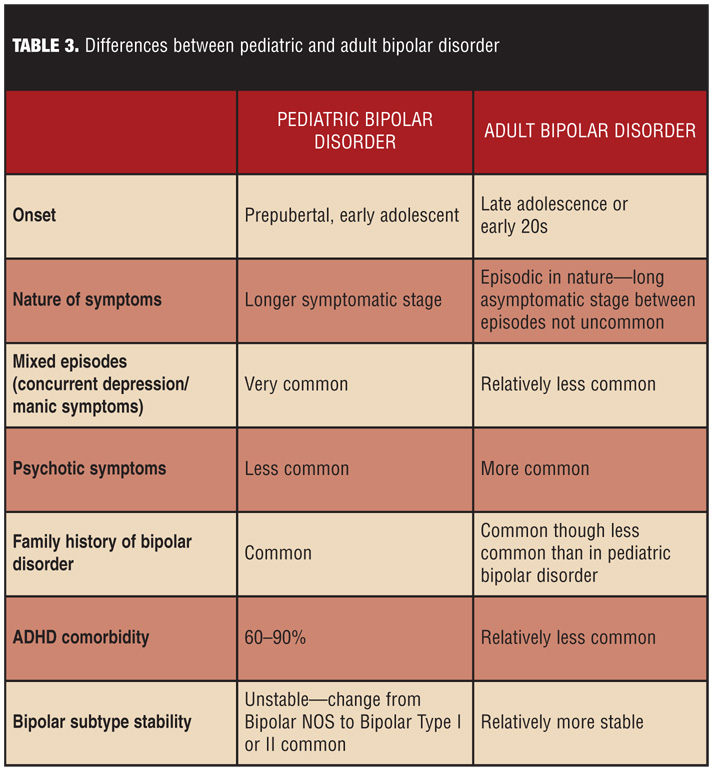 TABLE 3. Differences between pediatric and adult bipolar disorder
PEDIATRIC BIPOLAR
DISORDER
ADULT BIPOLAR DISORDER
Onset
Prepubertal, early adolescent
Late adolescence or
early 20s
Nature of symptoms
Longer symptomatic stage
Episodic in nature—long
asymptomatic stage between
episodes not uncommon
Mixed episodes
(concurrent depression/
manic symptoms)
Very common
Relatively less common
Psychotic symptoms
Less common
More common
Family history of bipolar
disorder
Common
Common though less
common than in pediatric
bipolar disorder
ADHD comorbidity
60–90%
Relatively less common
Bipolar subtype stability
Unstable—change from
Bipolar NOS to Bipolar Type I
or II common
Relatively more stable